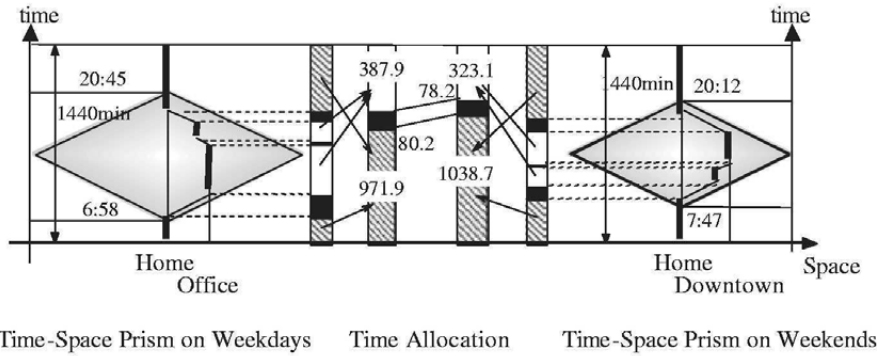 time
time
20:45
1440min
6:58
387.9
323.1
78.2
80.2
971.9
1038.7
1440min
20:12
7:47
Home
Office
Home
Downtown
Space
Time-Space Prism on Weekdays
Time Allocation
Time-Space Prism on Weekends